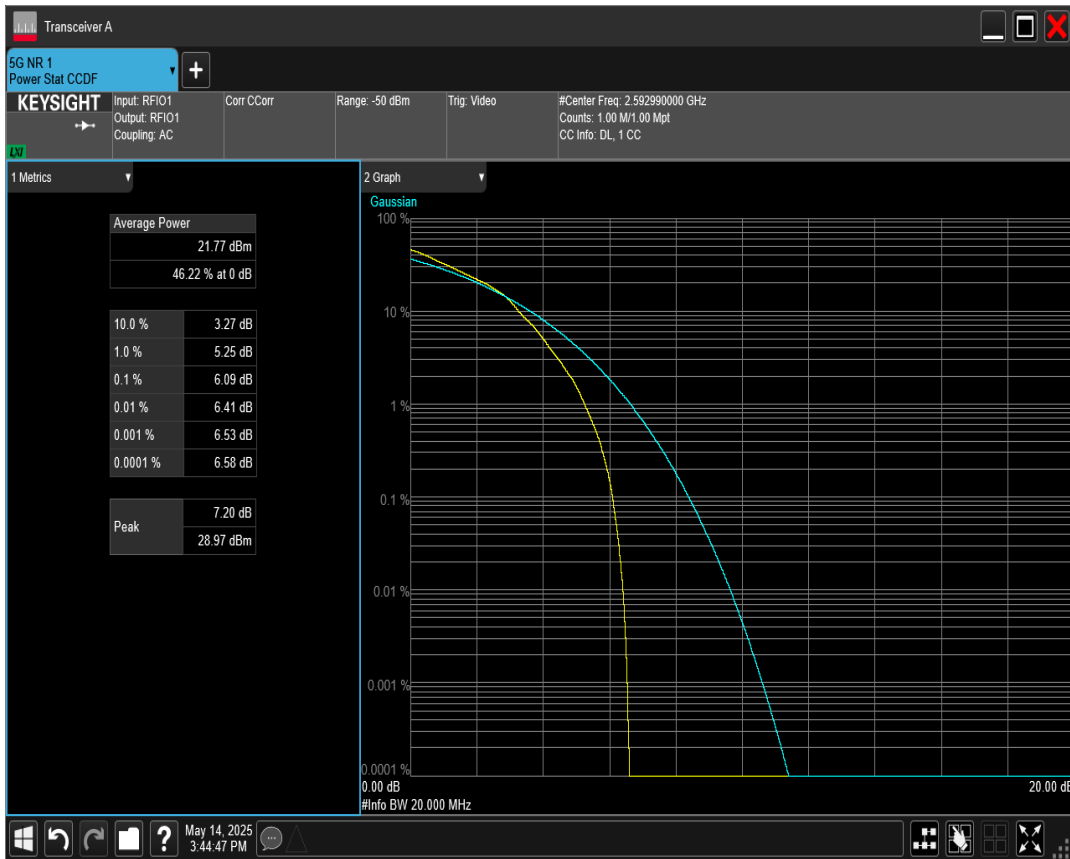 Transceiver A
5G NR 1
Power Stat CCDF
KEYSIGHT
LXI
Input: RFIO1
Output: RFIO1
Coupling: AC
Corr CCorr
Range: -50 dBm
Trig: Video
#Center Freq: 2.592990000 GHz
Counts: 1.00 M/1.00 Mpt
CC Info: DL, 1 CC
1 Metrics
Average Power
21.77 dBm
46.22 % at 0 dB
10.0 % 3.27 dB
1.0 % 5.25 dB
0.1 % 6.09 dB
0.01 % 6.41 dB
0.001 % 6.53 dB
0.0001 % 6.58 dB
Peak 7.20 dB
28.97 dBm
2 Graph
Gaussian
100 %
10 %
1 %
0.1 %
0.01 %
0.001 %
0.0001 %
0.00 dB 20.00 dB
#Info BW 20.000 MHz
May 14, 2025
3:44:47 PM